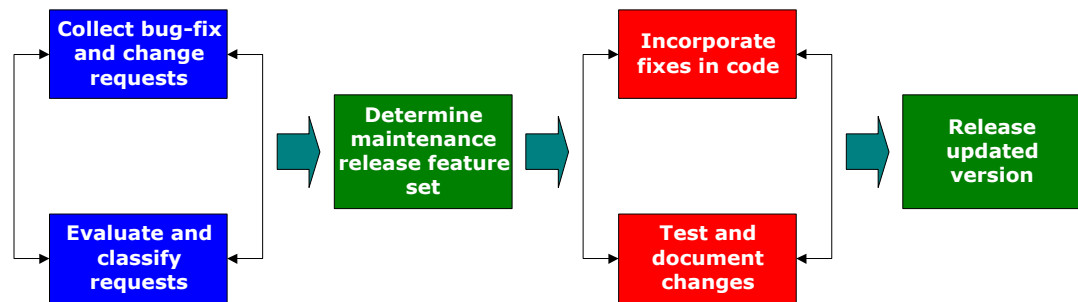 Collect bug-fix
and change
requests
Evaluate and
classify
requests
Determine
maintenance
release feature
set
Incorporate
fixes in code
Test and
document
changes
Release
updated
version